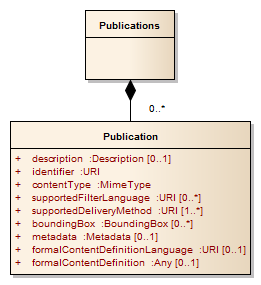 Publications
0..*
Publication
+ description :Description [0..1]
+ identifier :URI
+ contentType :MimeType
+ supportedFilterLanguage :URI [0..*]
+ supportedDeliveryMethod :URI [1..*]
+ boundingBox :BoundingBox [0..*]
+ metadata :Metadata [0..1]
+ formalContentDefinitionLanguage :URI [0..1]
+ formalContentDefinition :Any [0..1]